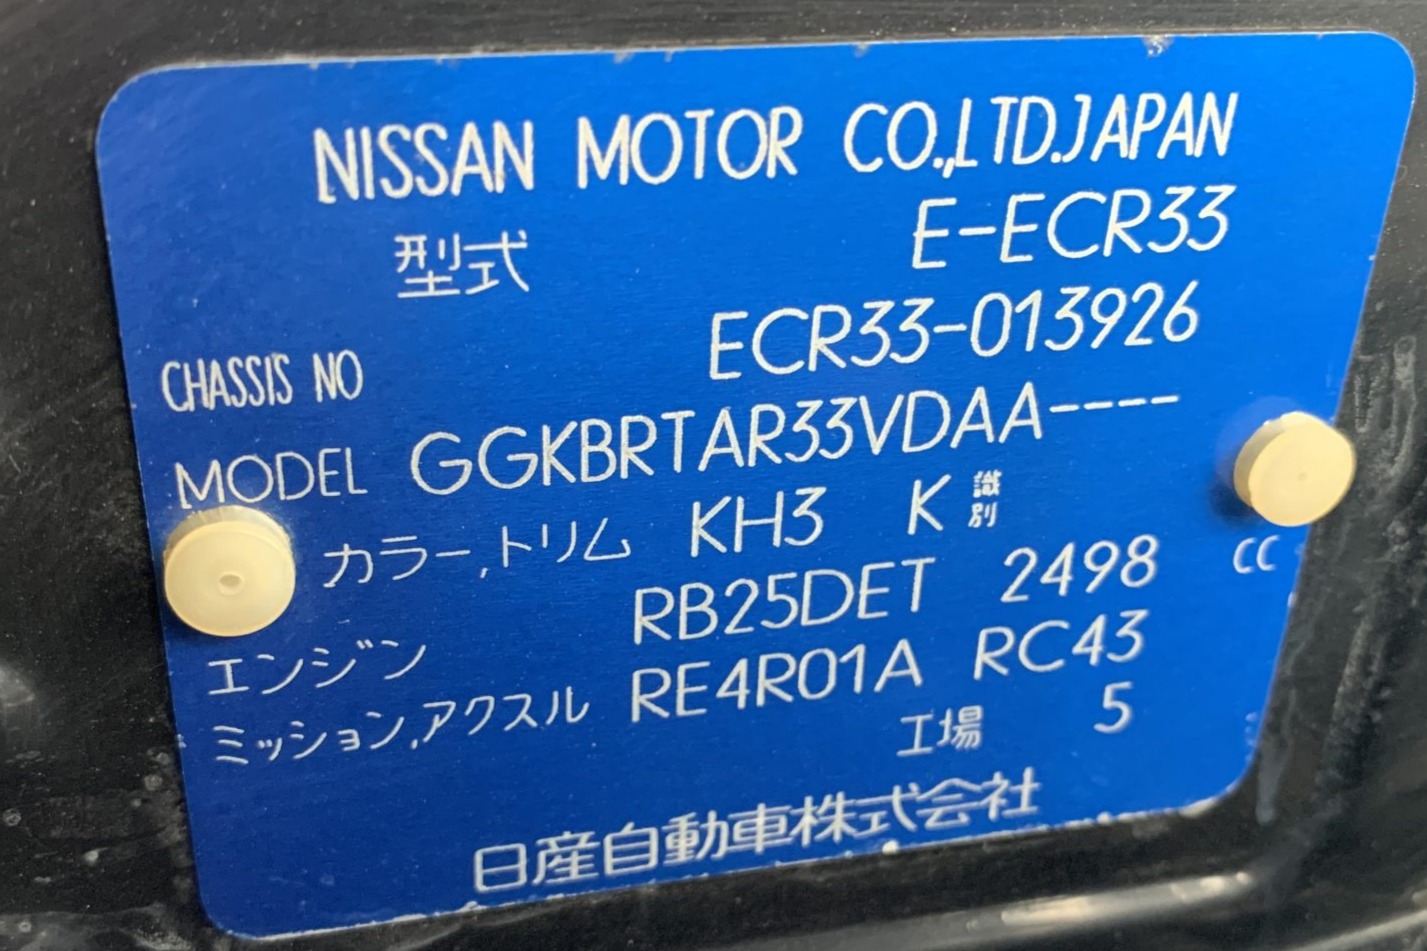 NISSAN MOTOR CO.,LTD.JAPAN
型式 E-ECR33
CHASSIS NO ECR33-013926
MODEL GGKBRTAR33VDAA----
カラー,トリム KH3 K 識別
エンジン RB25DET 2498 CC
ミッション,アクスル RE4R01A RC43
工場 5
日産自動車株式会社